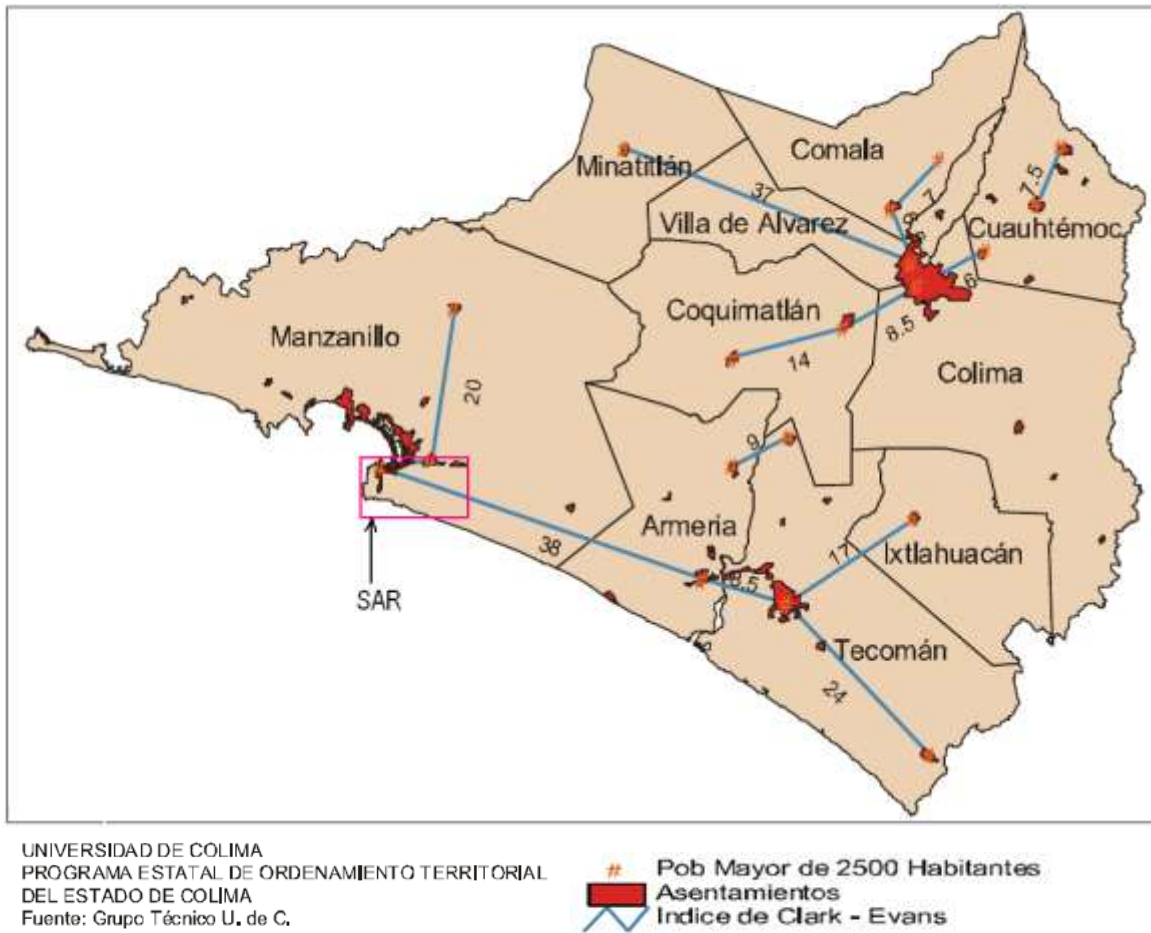 Minatitlán
Comala
37
7
Villa de Alvarez
7.5
Cuauhtémoc
6
Manzanillo
Coquimatlán
8.5
14
Colima
20
9
Armeria
Ixtlahuacán
17
38
8.5
SAR
Tecomán
24
UNIVERSIDAD DE COLIMA
PROGRAMA ESTATAL DE ORDENAMIENTO TERRITORIAL
DEL ESTADO DE COLIMA
Fuente: Grupo Técnico U. de C.
# Pob Mayor de 2500 Habitantes
Asentamientos
Indice de Clark - Evans